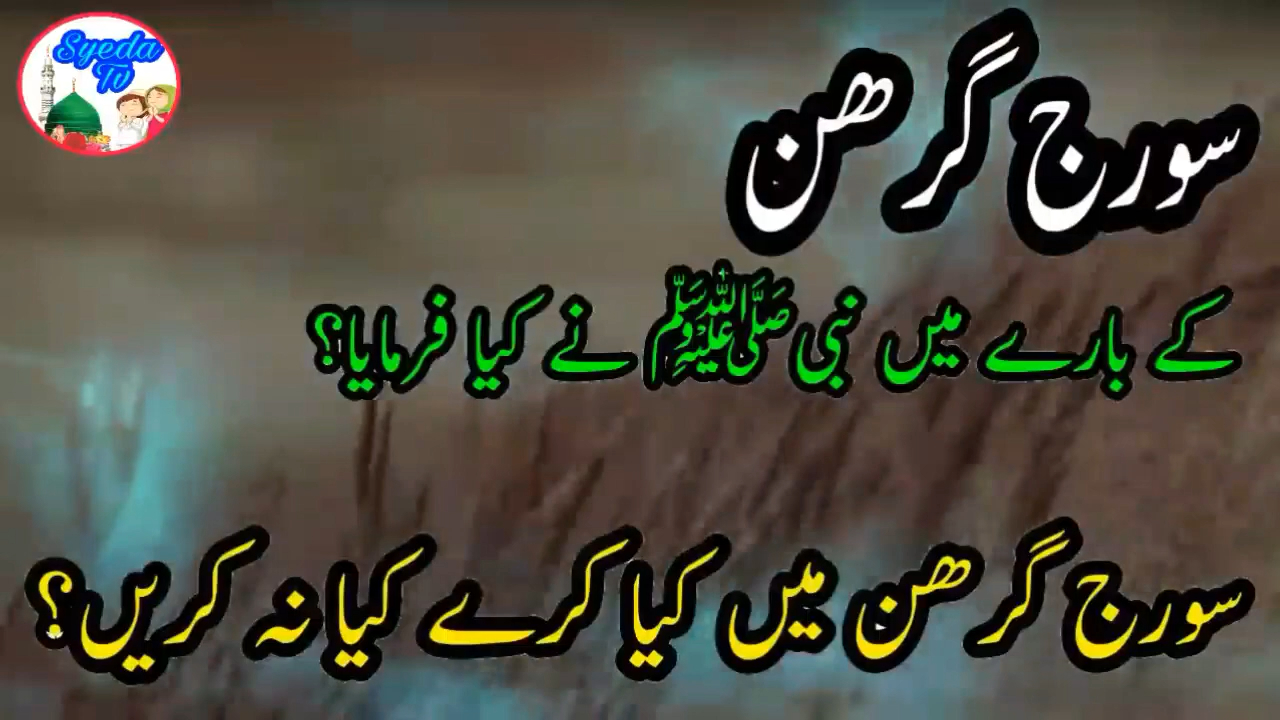 Syeda
Tv
سورج گرھن
کے بارے میں نبی ﷺ نے کیا فرمایا؟
سورج گرھن میں کیا کرے کیا نہ کریں؟